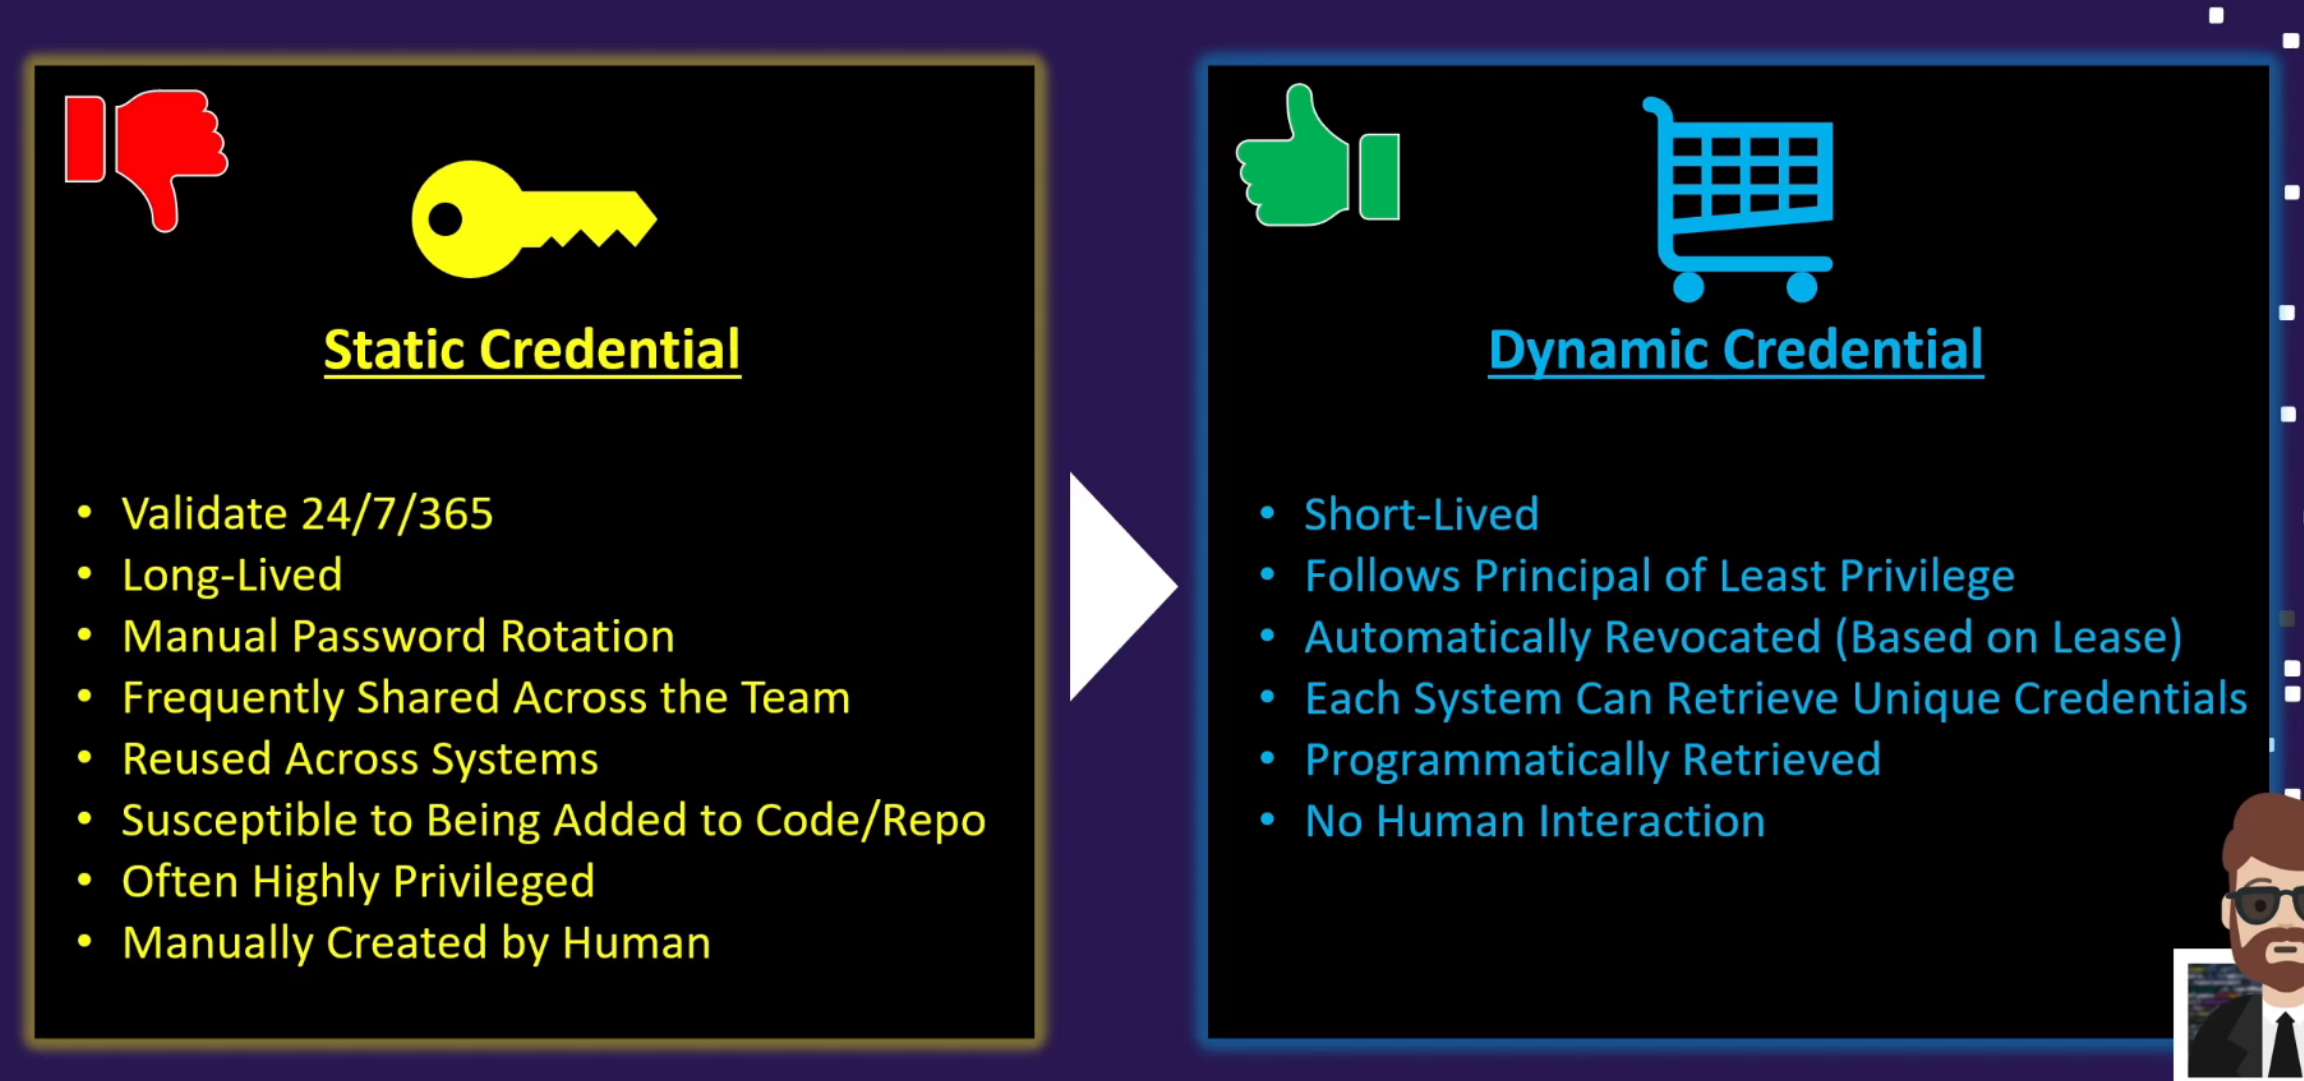 Static Credential
• Validate 24/7/365
• Long-Lived
• Manual Password Rotation
• Frequently Shared Across the Team
• Reused Across Systems
• Susceptible to Being Added to Code/Repo
• Often Highly Privileged
• Manually Created by Human
Dynamic Credential
• Short-Lived
• Follows Principal of Least Privilege
• Automatically Revocated (Based on Lease)
• Each System Can Retrieve Unique Credentials
• Programmatically Retrieved
• No Human Interaction